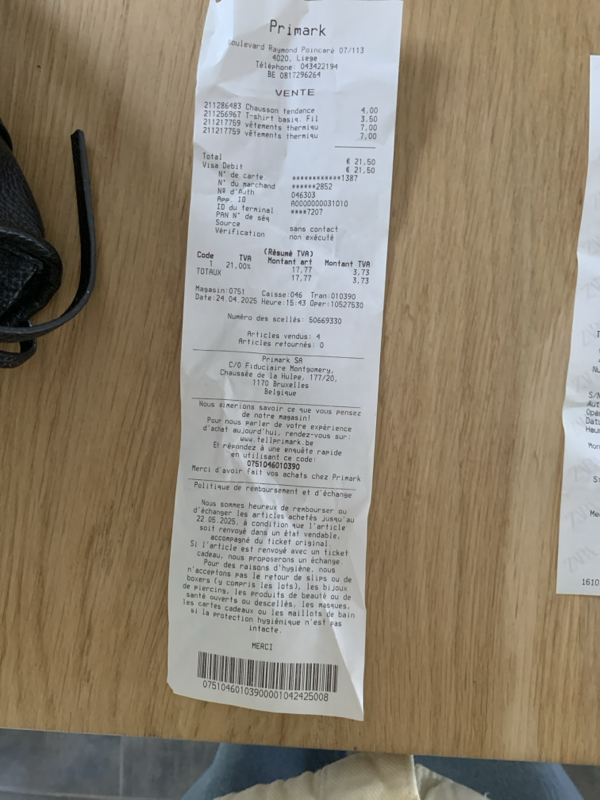 Primark
Boulevard Raymond Poincaré 07/113
4020, Liege
Téléphone: 043422194
BE 0817296264
VENTE
211286483 Chausson tendance 4,00
211256967 T-shirt basiq. Fil 3,50
211217759 vêtements thermiqu 7,00
211217759 vêtements thermiqu 7,00
Total € 21,50
Visa Debit € 21,50
N° de carte ************1387
N° du marchand ******2852
N# d'Auth 046303
App. ID A0000000031010
ID du terminal ****7207
PAN N° de séq
Source sans contact
Vérification non exécuté
(Résumé TVA)
Code TVA Montant art Montant TVA
1 21,00% 17,77 3,73
TOTAUX 17,77 3,73
Magasin:0751 Caisse:046 Tran:010390
Date:24.04.2025 Heure:15:43 Oper:10527530
Numéro des scellés: 50669330
Articles vendus: 4
Articles retournés: 0
Primark SA
C/O Fiduciaire Montgomery,
Chaussée de la Hulpe, 177/20,
1170 Bruxelles
Belgique
Nous aimerions savoir ce que vous pensez
de notre magasin!
Pour nous parler de votre expérience
d'achat aujourd'hui, rendez-vous sur:
www.tellprimark.be
Et répondez à une enquête rapide
en utilisant ce code:
0751046010390
Merci d'avoir fait vos achats chez Primark
Politique de remboursement et d'échange
Nous sommes heureux de rembourser ou
d'échanger les articles achetés jusqu'au
22.05.2025, à condition que l'article
soit renvoyé dans un état vendable,
accompagné du ticket original.
Si l'article est renvoyé avec un ticket
cadeau, nous proposerons un échange.
Pour des raisons d'hygiène, nous
n'acceptons pas le retour de slips ou de
boxers (y compris les lots), les bijoux
de piercing, les produits de beauté ou de
santé ouverts ou descellés, les masques,
les cartes cadeaux ou les maillots de bain
si la protection hygiénique n'est pas
intacte.
MERCI
07510460103900001042425008
1610